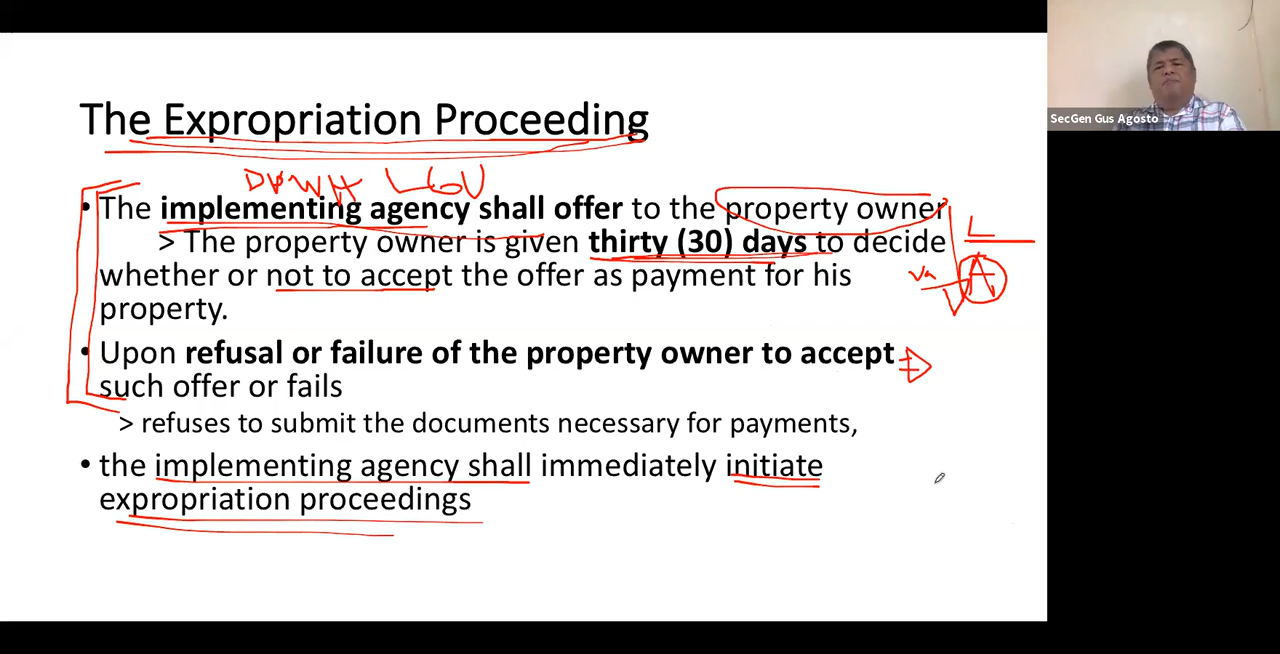 The Expropriation Proceeding
SecGen Gus Agosto
DPWH LGU
• The implementing agency shall offer to the property owner
> The property owner is given thirty (30) days to decide
L
whether or not to accept the offer as payment for his
A
property.
• Upon refusal or failure of the property owner to accept
such offer or fails
> refuses to submit the documents necessary for payments,
• the implementing agency shall immediately initiate
expropriation proceedings